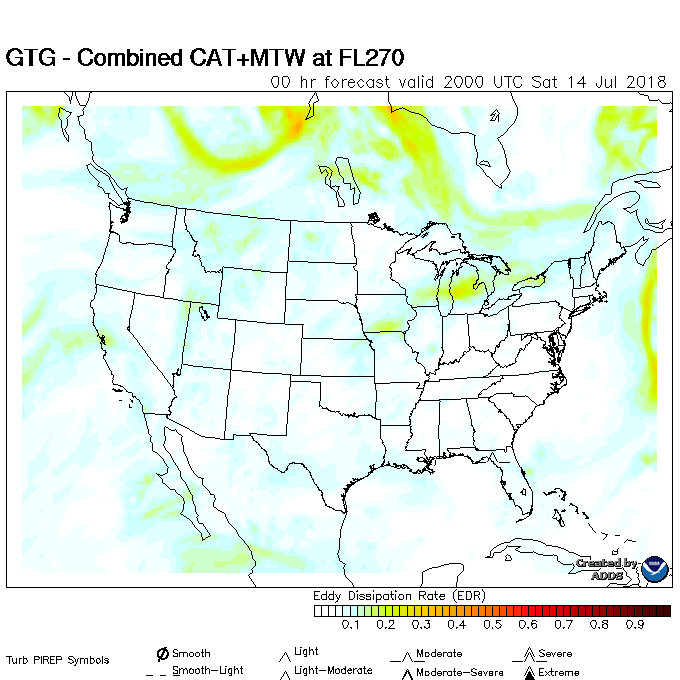 GTG - Combined CAT+MTW at FL270
00 hr forecast valid 2000 UTC Sat 14 Jul 2018
Created by
ADDS
Eddy Dissipation Rate (EDR)
0.1 0.2 0.3 0.4 0.5 0.6 0.7 0.8 0.9
Turb PIREP Symbols
Smooth Light Moderate Severe
Smooth-Light Light-Moderate Moderate-Severe Extreme